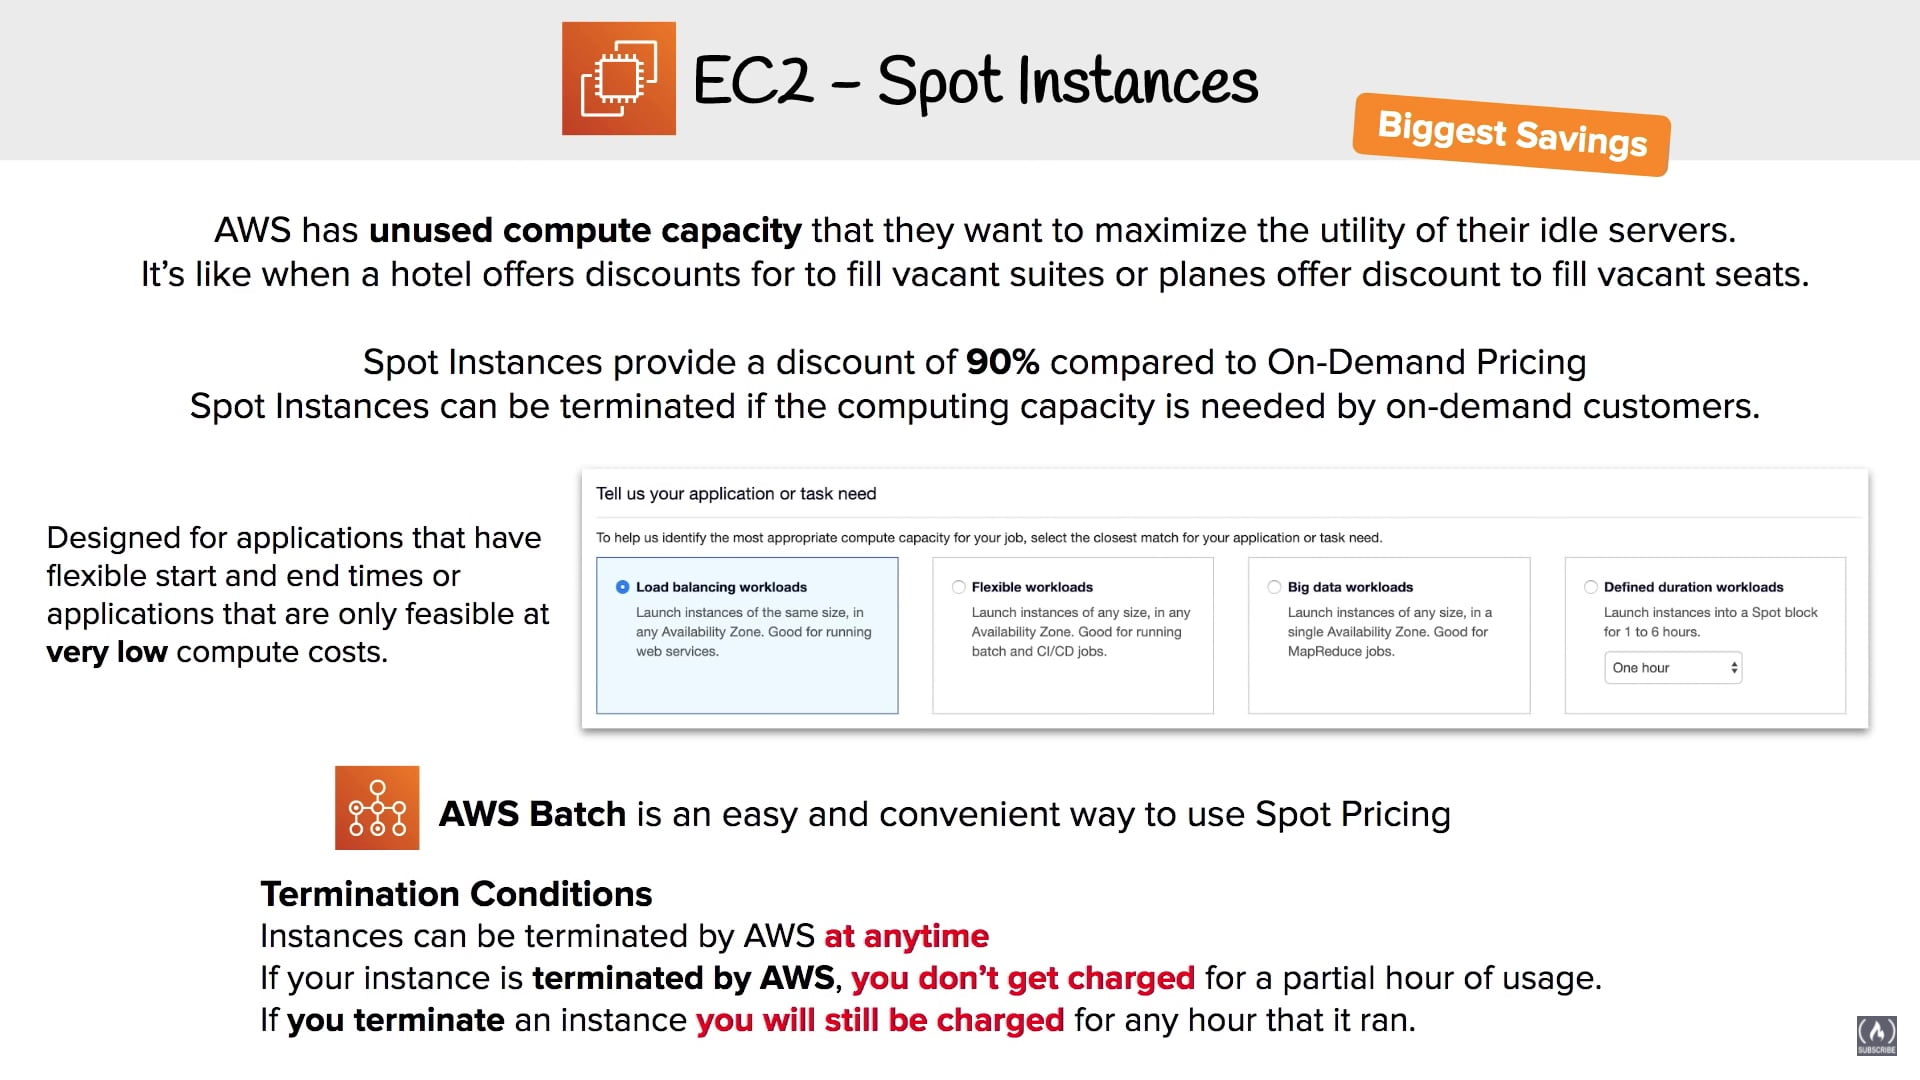 EC2 – Spot Instances
Biggest Savings
AWS has unused compute capacity that they want to maximize the utility of their idle servers.
It's like when a hotel offers discounts for to fill vacant suites or planes offer discount to fill vacant seats.
Spot Instances provide a discount of 90% compared to On-Demand Pricing
Spot Instances can be terminated if the computing capacity is needed by on-demand customers.
Designed for applications that have
flexible start and end times or
applications that are only feasible at
very low compute costs.
Tell us your application or task need
To help us identify the most appropriate compute capacity for your job, select the closest match for your application or task need.
Load balancing workloads
Launch instances of the same size, in
any Availability Zone. Good for running
web services.
Flexible workloads
Launch instances of any size, in any
Availability Zone. Good for running
batch and CI/CD jobs.
Big data workloads
Launch instances of any size, in a
single Availability Zone. Good for
MapReduce jobs.
Defined duration workloads
Launch instances into a Spot block
for 1 to 6 hours.
One hour
AWS Batch is an easy and convenient way to use Spot Pricing
Termination Conditions
Instances can be terminated by AWS at anytime
If your instance is terminated by AWS, you don't get charged for a partial hour of usage.
If you terminate an instance you will still be charged for any hour that it ran.
SUBSCRIBE